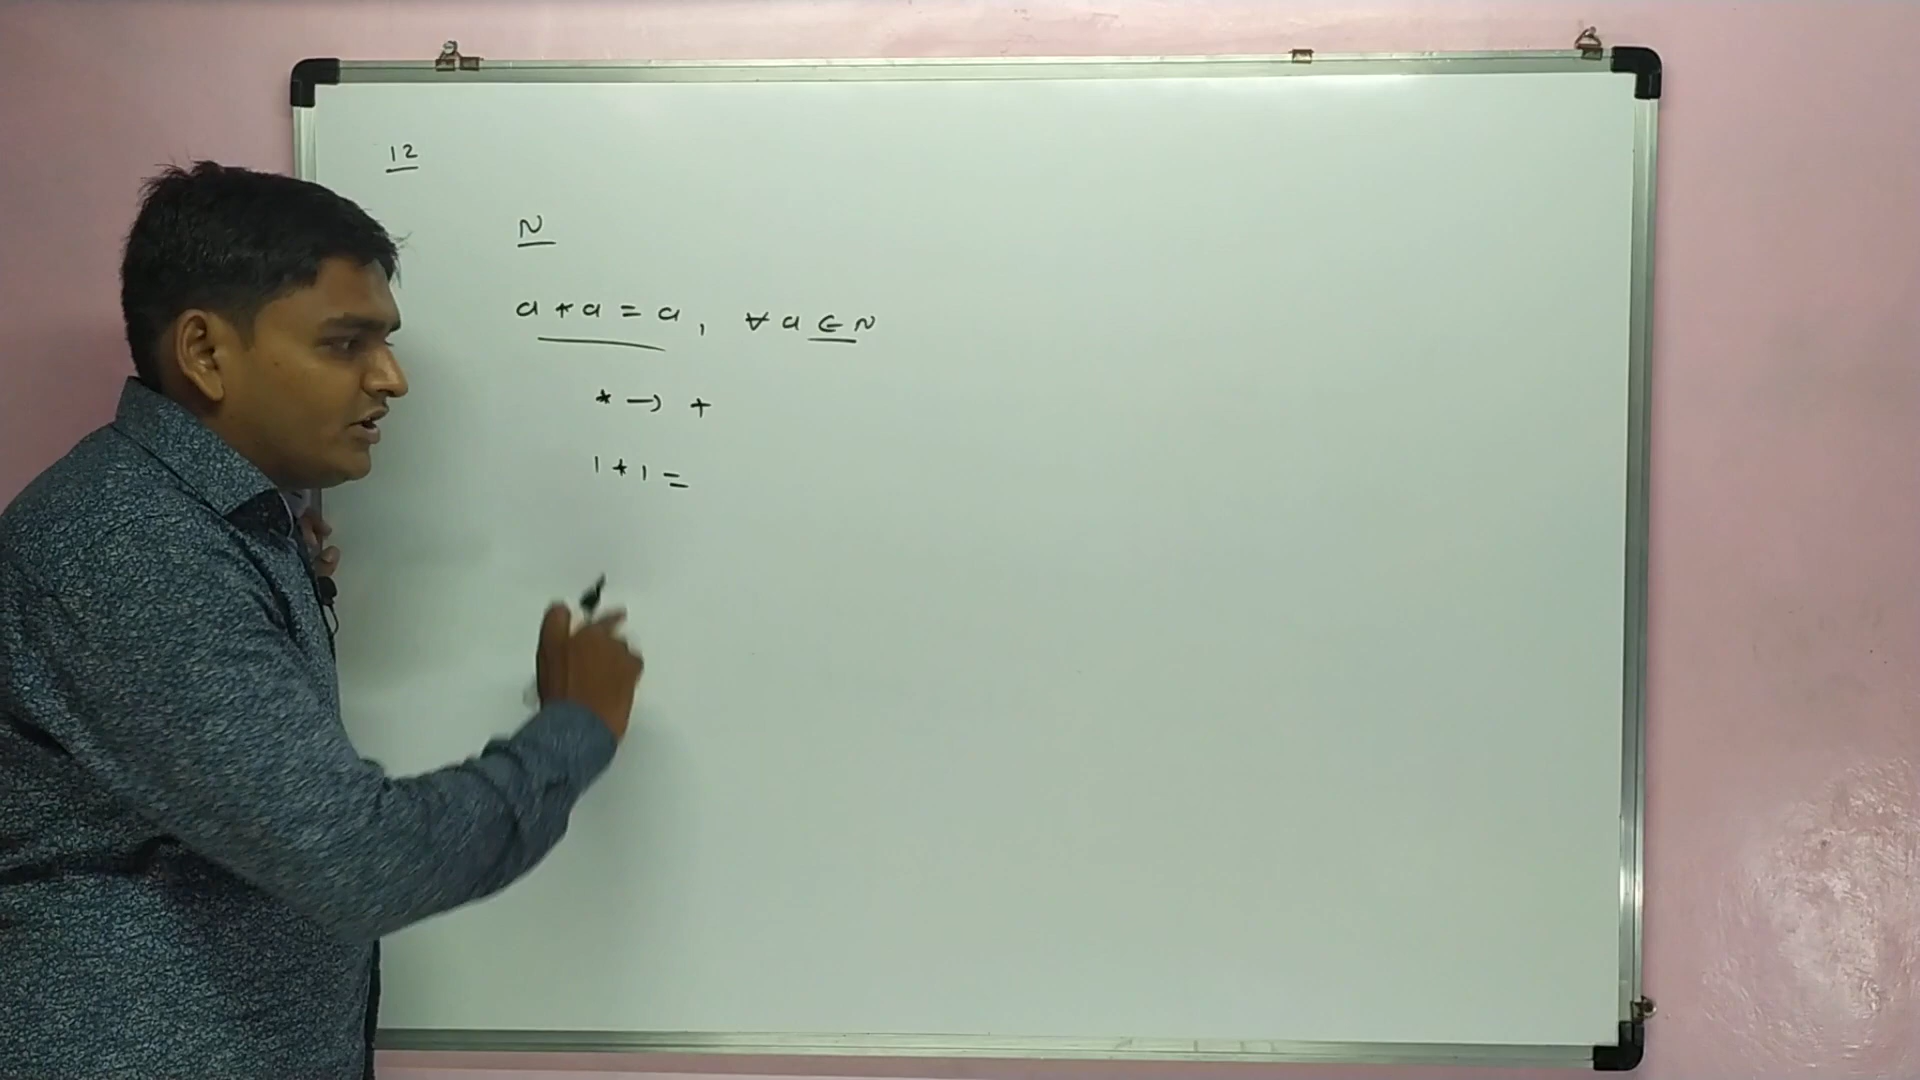 12
N
a * a = a, ∀ a ∈ N
* → +
1 * 1 =